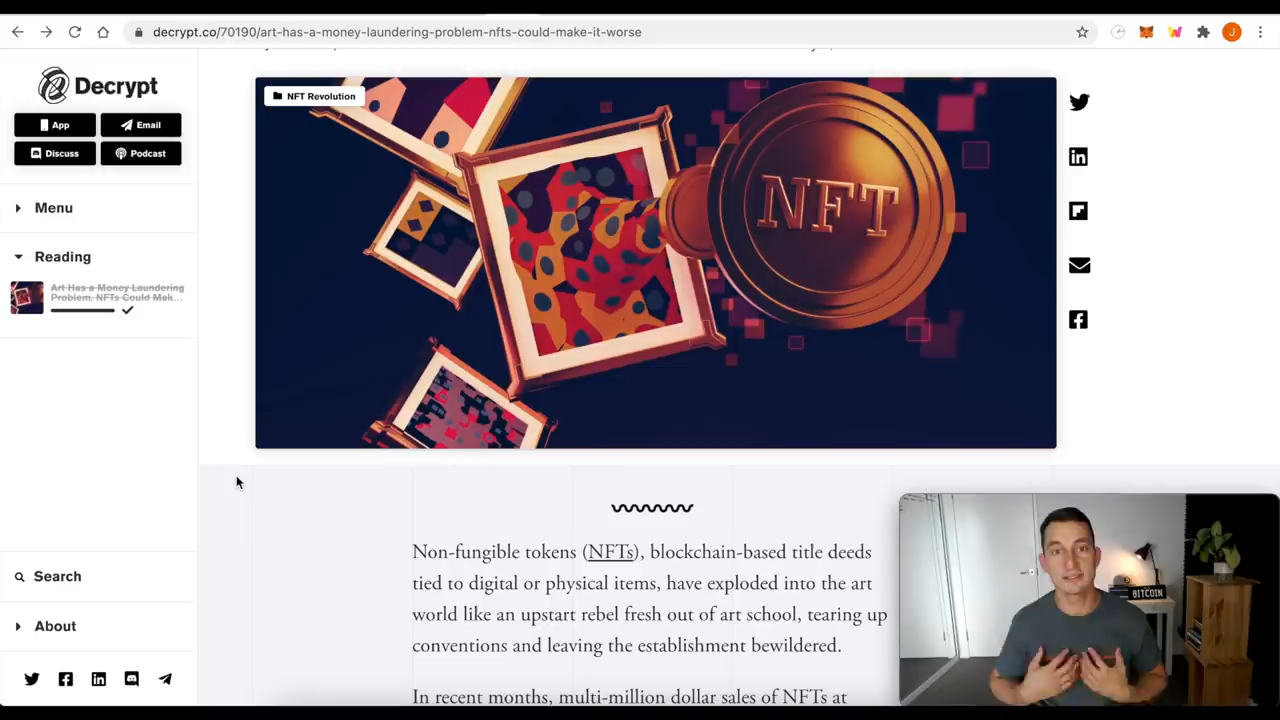 decrypt.co/70190/art-has-a-money-laundering-problem-nfts-could-make-it-worse
J
Decrypt
App
Email
Discuss
Podcast
Menu
Reading
Art Has a Money Laundering
Problem. NFTs Could Mak...
Search
About
NFT Revolution
NFT
Non-fungible tokens (NFTs), blockchain-based title deeds
tied to digital or physical items, have exploded into the art
world like an upstart rebel fresh out of art school, tearing up
conventions and leaving the establishment bewildered.
In recent months, multi-million dollar sales of NFTs at
BITCOIN